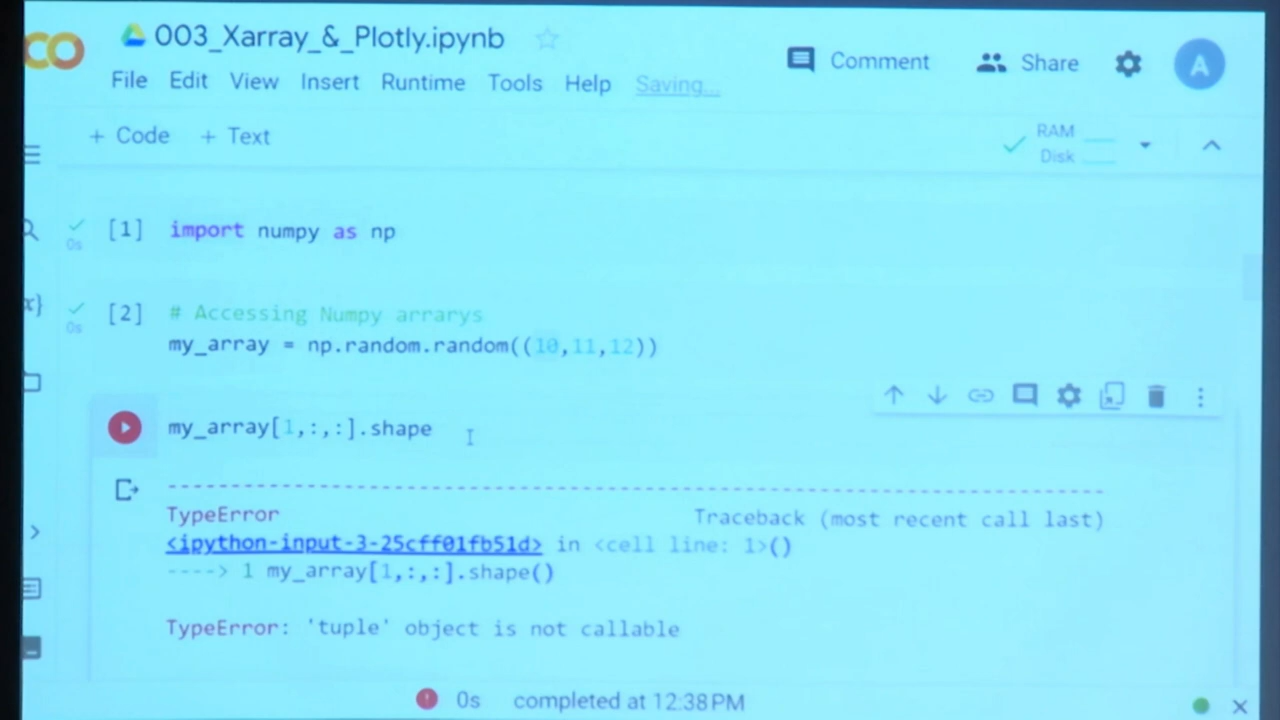 CO 003_Xarray_&_Plotly.ipynb
Comment Share A
File Edit View Insert Runtime Tools Help Saving...
+ Code + Text RAM
Disk
[1] import numpy as np
0s
[2] # Accessing Numpy arrarys
0s
my_array = np.random.random((10,11,12))
my_array[1,:,:].shape
--------------------------------------------------------------------------
TypeError Traceback (most recent call last)
<ipython-input-3-25cff01fb51d> in <cell line: 1>()
----> 1 my_array[1,:,:].shape()
TypeError: 'tuple' object is not callable
0s completed at 12:38 PM